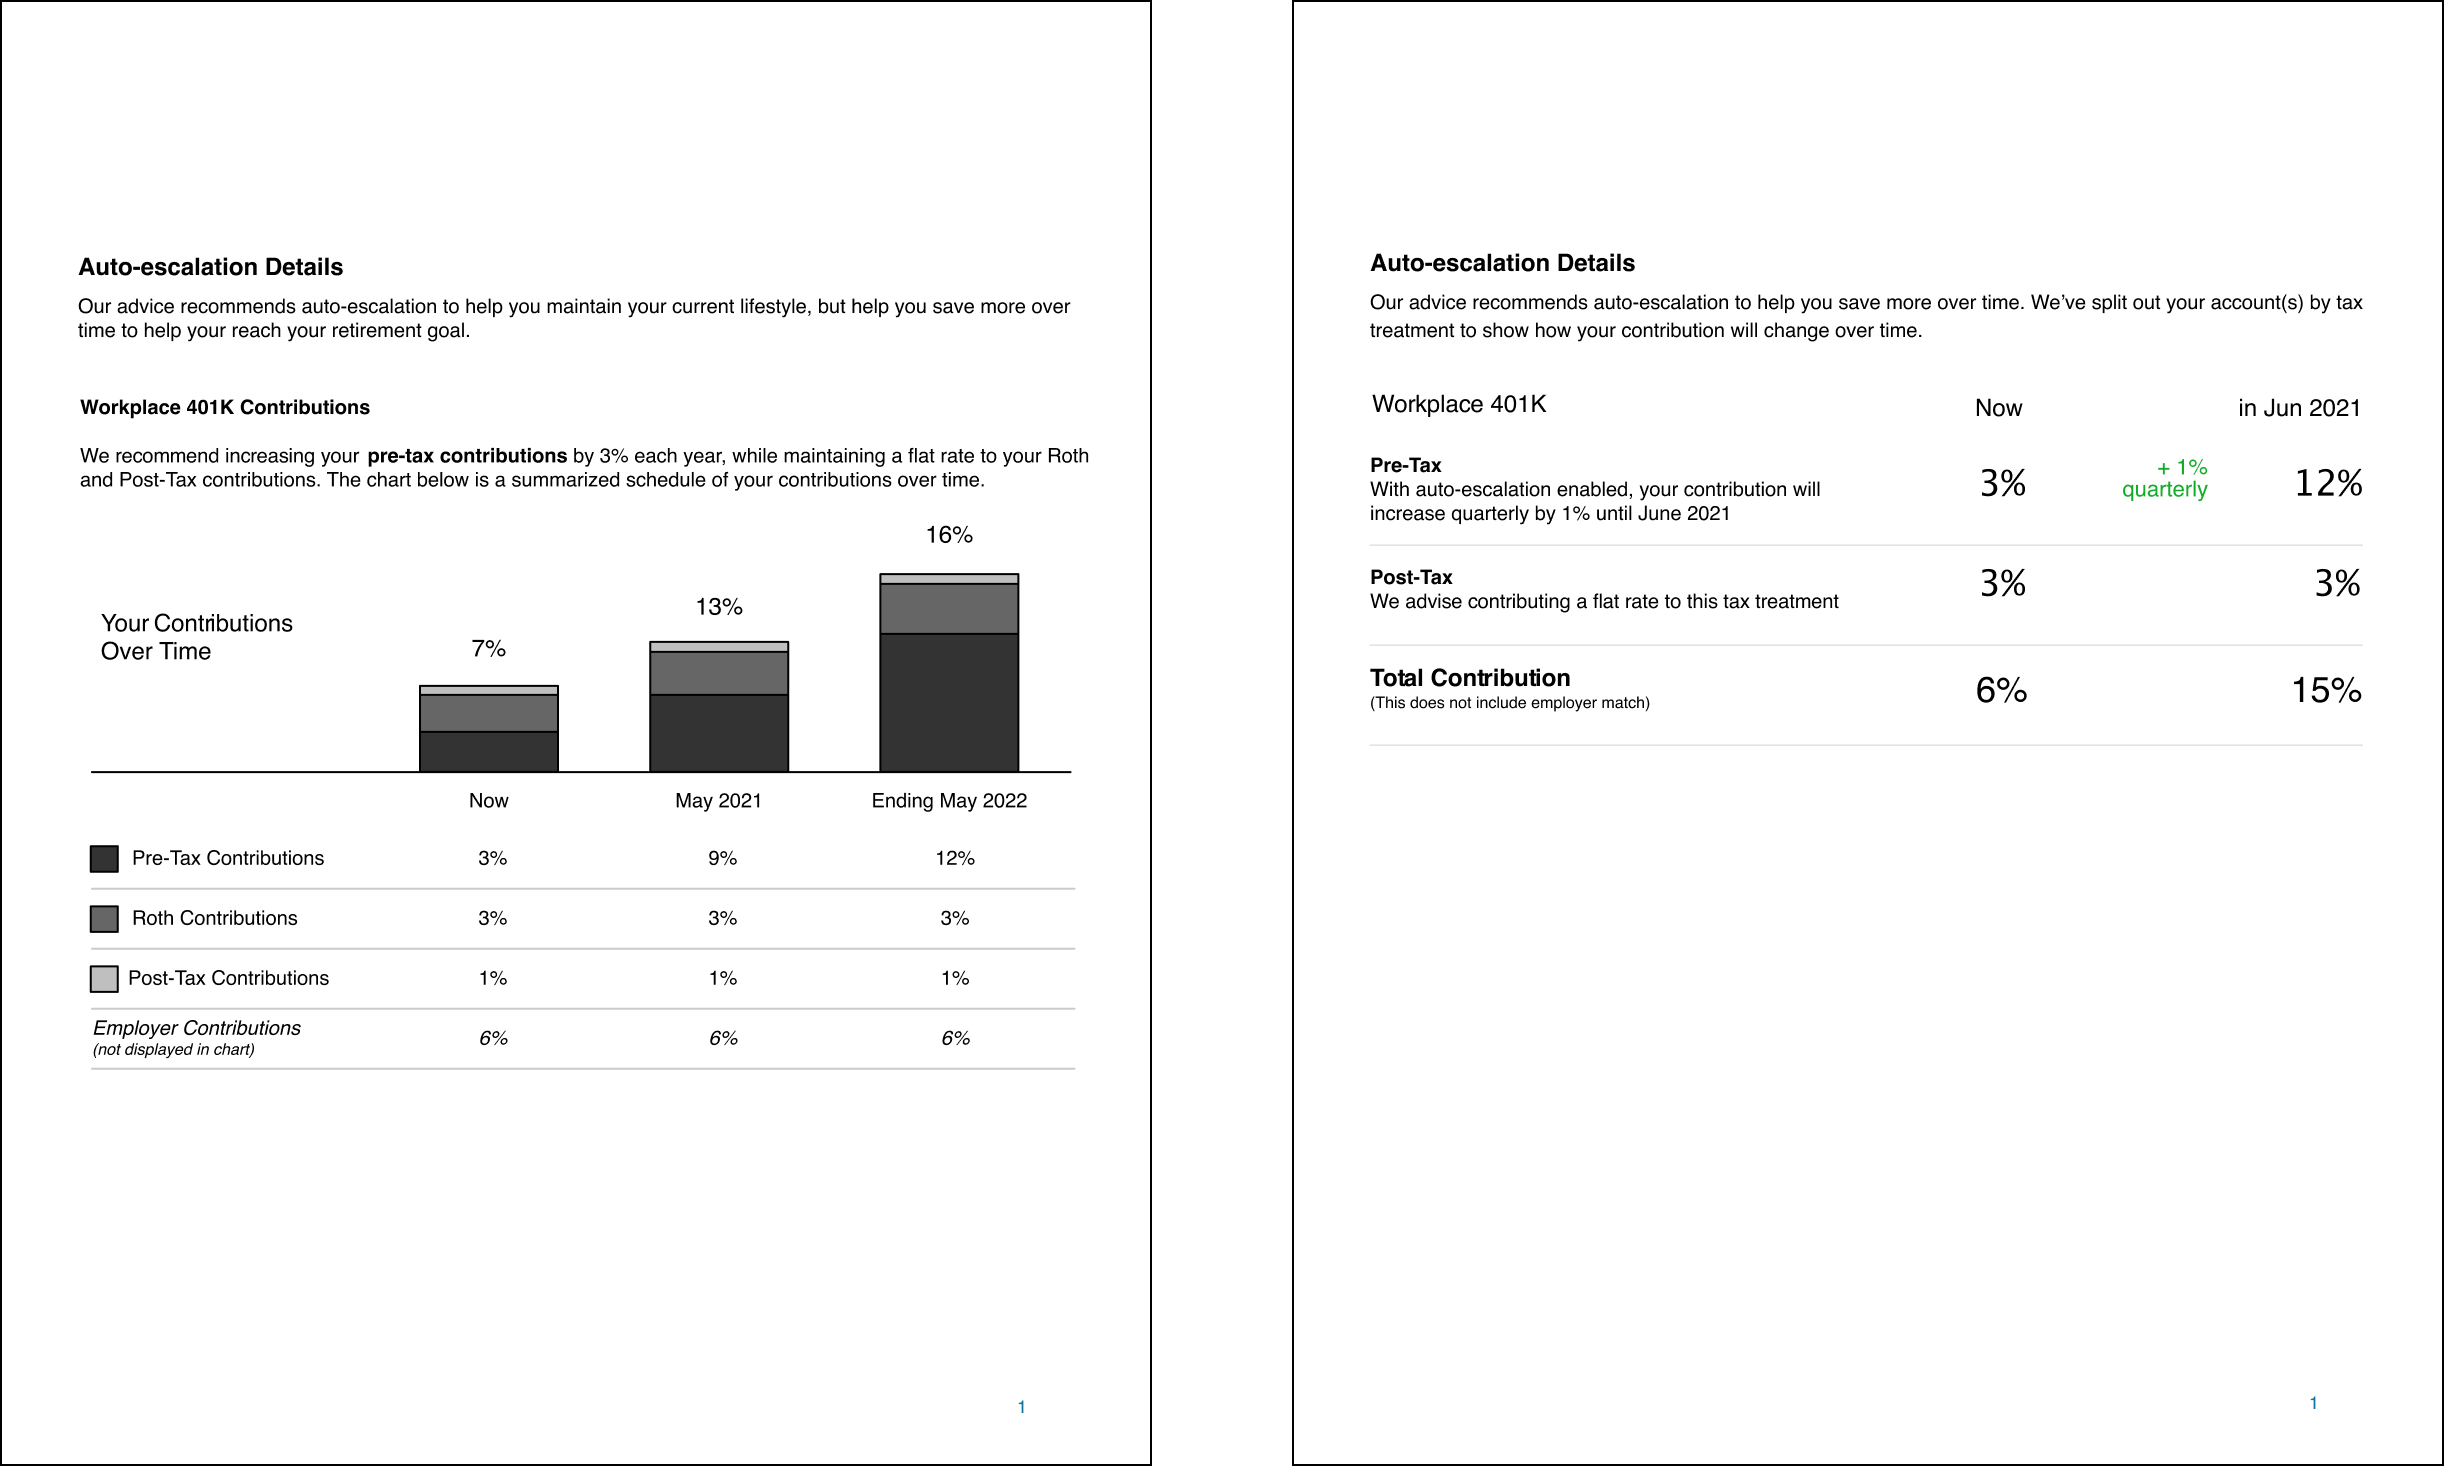 Auto-escalation Details
Our advice recommends auto-escalation to help you maintain your current lifestyle, but help you save more over
time to help your reach your retirement goal.
Workplace 401K Contributions
We recommend increasing your pre-tax contributions by 3% each year, while maintaining a flat rate to your Roth
and Post-Tax contributions. The chart below is a summarized schedule of your contributions over time.
16%
13%
Your Contributions
Over Time
7%
Now May 2021 Ending May 2022
Pre-Tax Contributions 3% 9% 12%
Roth Contributions 3% 3% 3%
Post-Tax Contributions 1% 1% 1%
Employer Contributions
(not displayed in chart)
6% 6% 6%
1
Auto-escalation Details
Our advice recommends auto-escalation to help you save more over time. We’ve split out your account(s) by tax
treatment to show how your contribution will change over time.
Workplace 401K Now in Jun 2021
Pre-Tax
With auto-escalation enabled, your contribution will
increase quarterly by 1% until June 2021
3%
+ 1%
quarterly
12%
Post-Tax
We advise contributing a flat rate to this tax treatment
3% 3%
Total Contribution
(This does not include employer match)
6% 15%
1